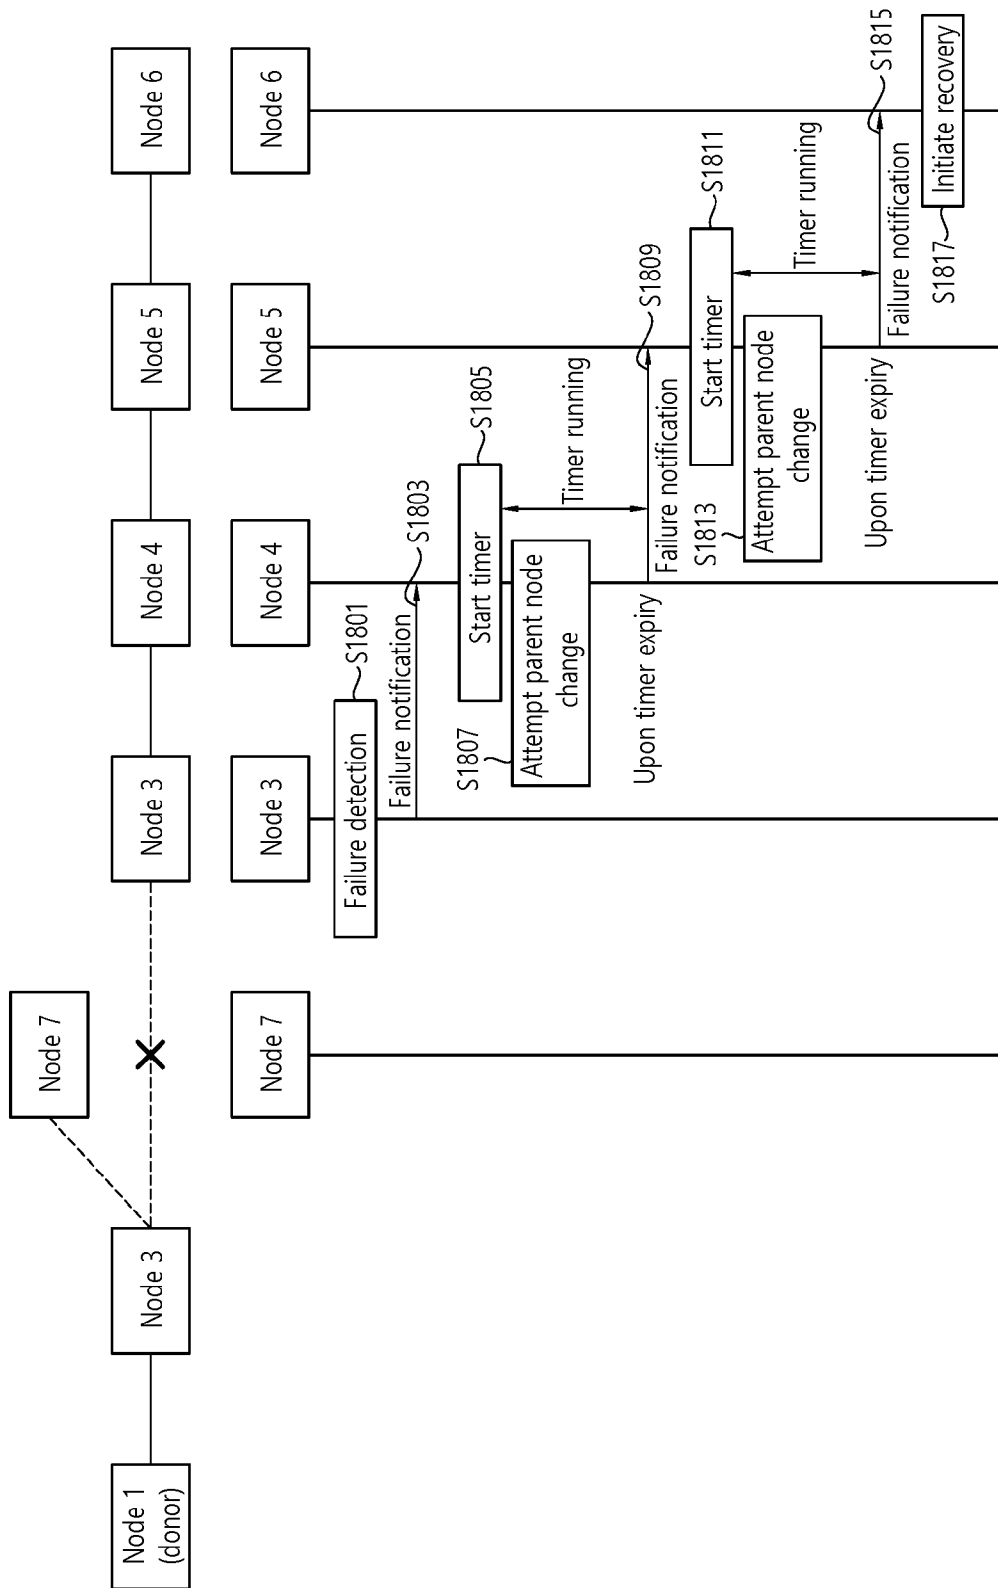 Node 1
(donor)
Node 3
Node 7
Node 3
Node 4
Node 5
Node 6
Node 7
Node 3
Node 4
Node 5
Node 6
Failure detection
S1801
Failure notification
S1803
Start timer
S1805
S1807
Attempt parent node
change
Timer running
Upon timer expiry
Failure notification
S1809
Start timer
S1811
S1813
Attempt parent node
change
Timer running
Upon timer expiry
Failure notification
S1815
S1817
Initiate recovery